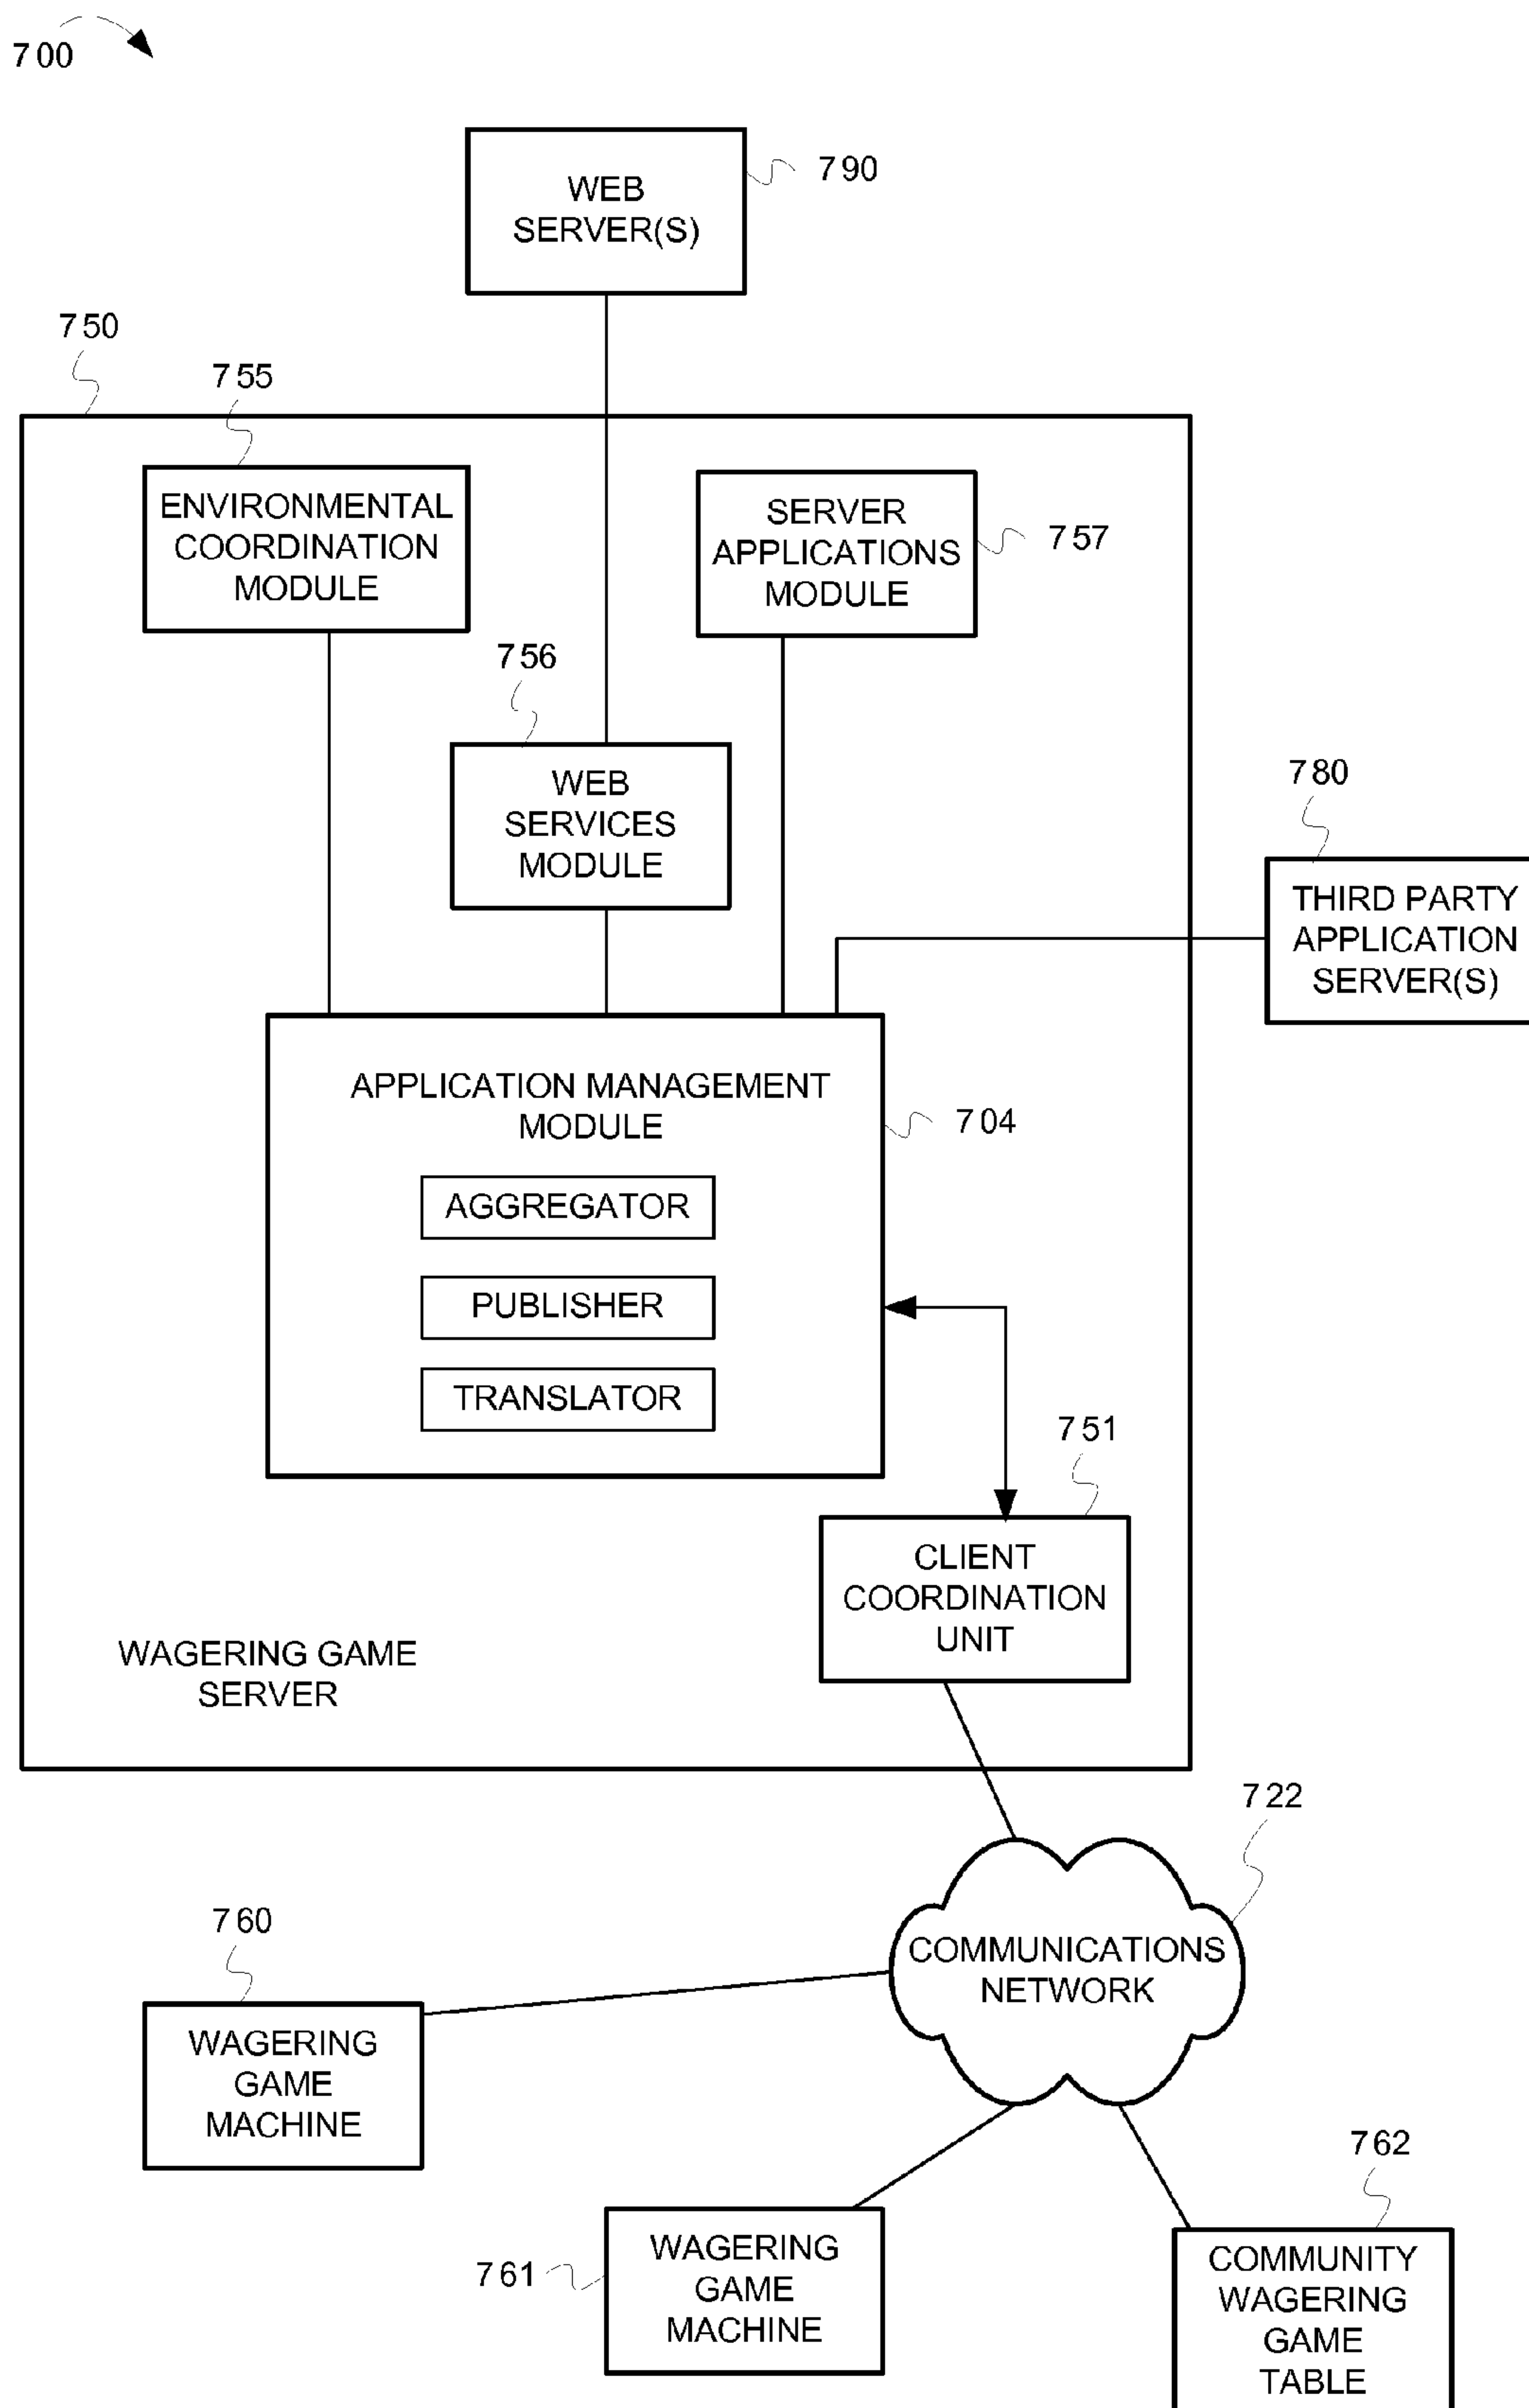 700
WEB
SERVER(S)
790
750
755
ENVIRONMENTAL
COORDINATION
MODULE
SERVER
APPLICATIONS
MODULE
757
756
WEB
SERVICES
MODULE
780
THIRD PARTY
APPLICATION
SERVER(S)
APPLICATION MANAGEMENT
MODULE
704
AGGREGATOR
PUBLISHER
TRANSLATOR
751
CLIENT
COORDINATION
UNIT
WAGERING GAME
SERVER
722
COMMUNICATIONS
NETWORK
760
WAGERING
GAME
MACHINE
761
WAGERING
GAME
MACHINE
762
COMMUNITY
WAGERING
GAME
TABLE